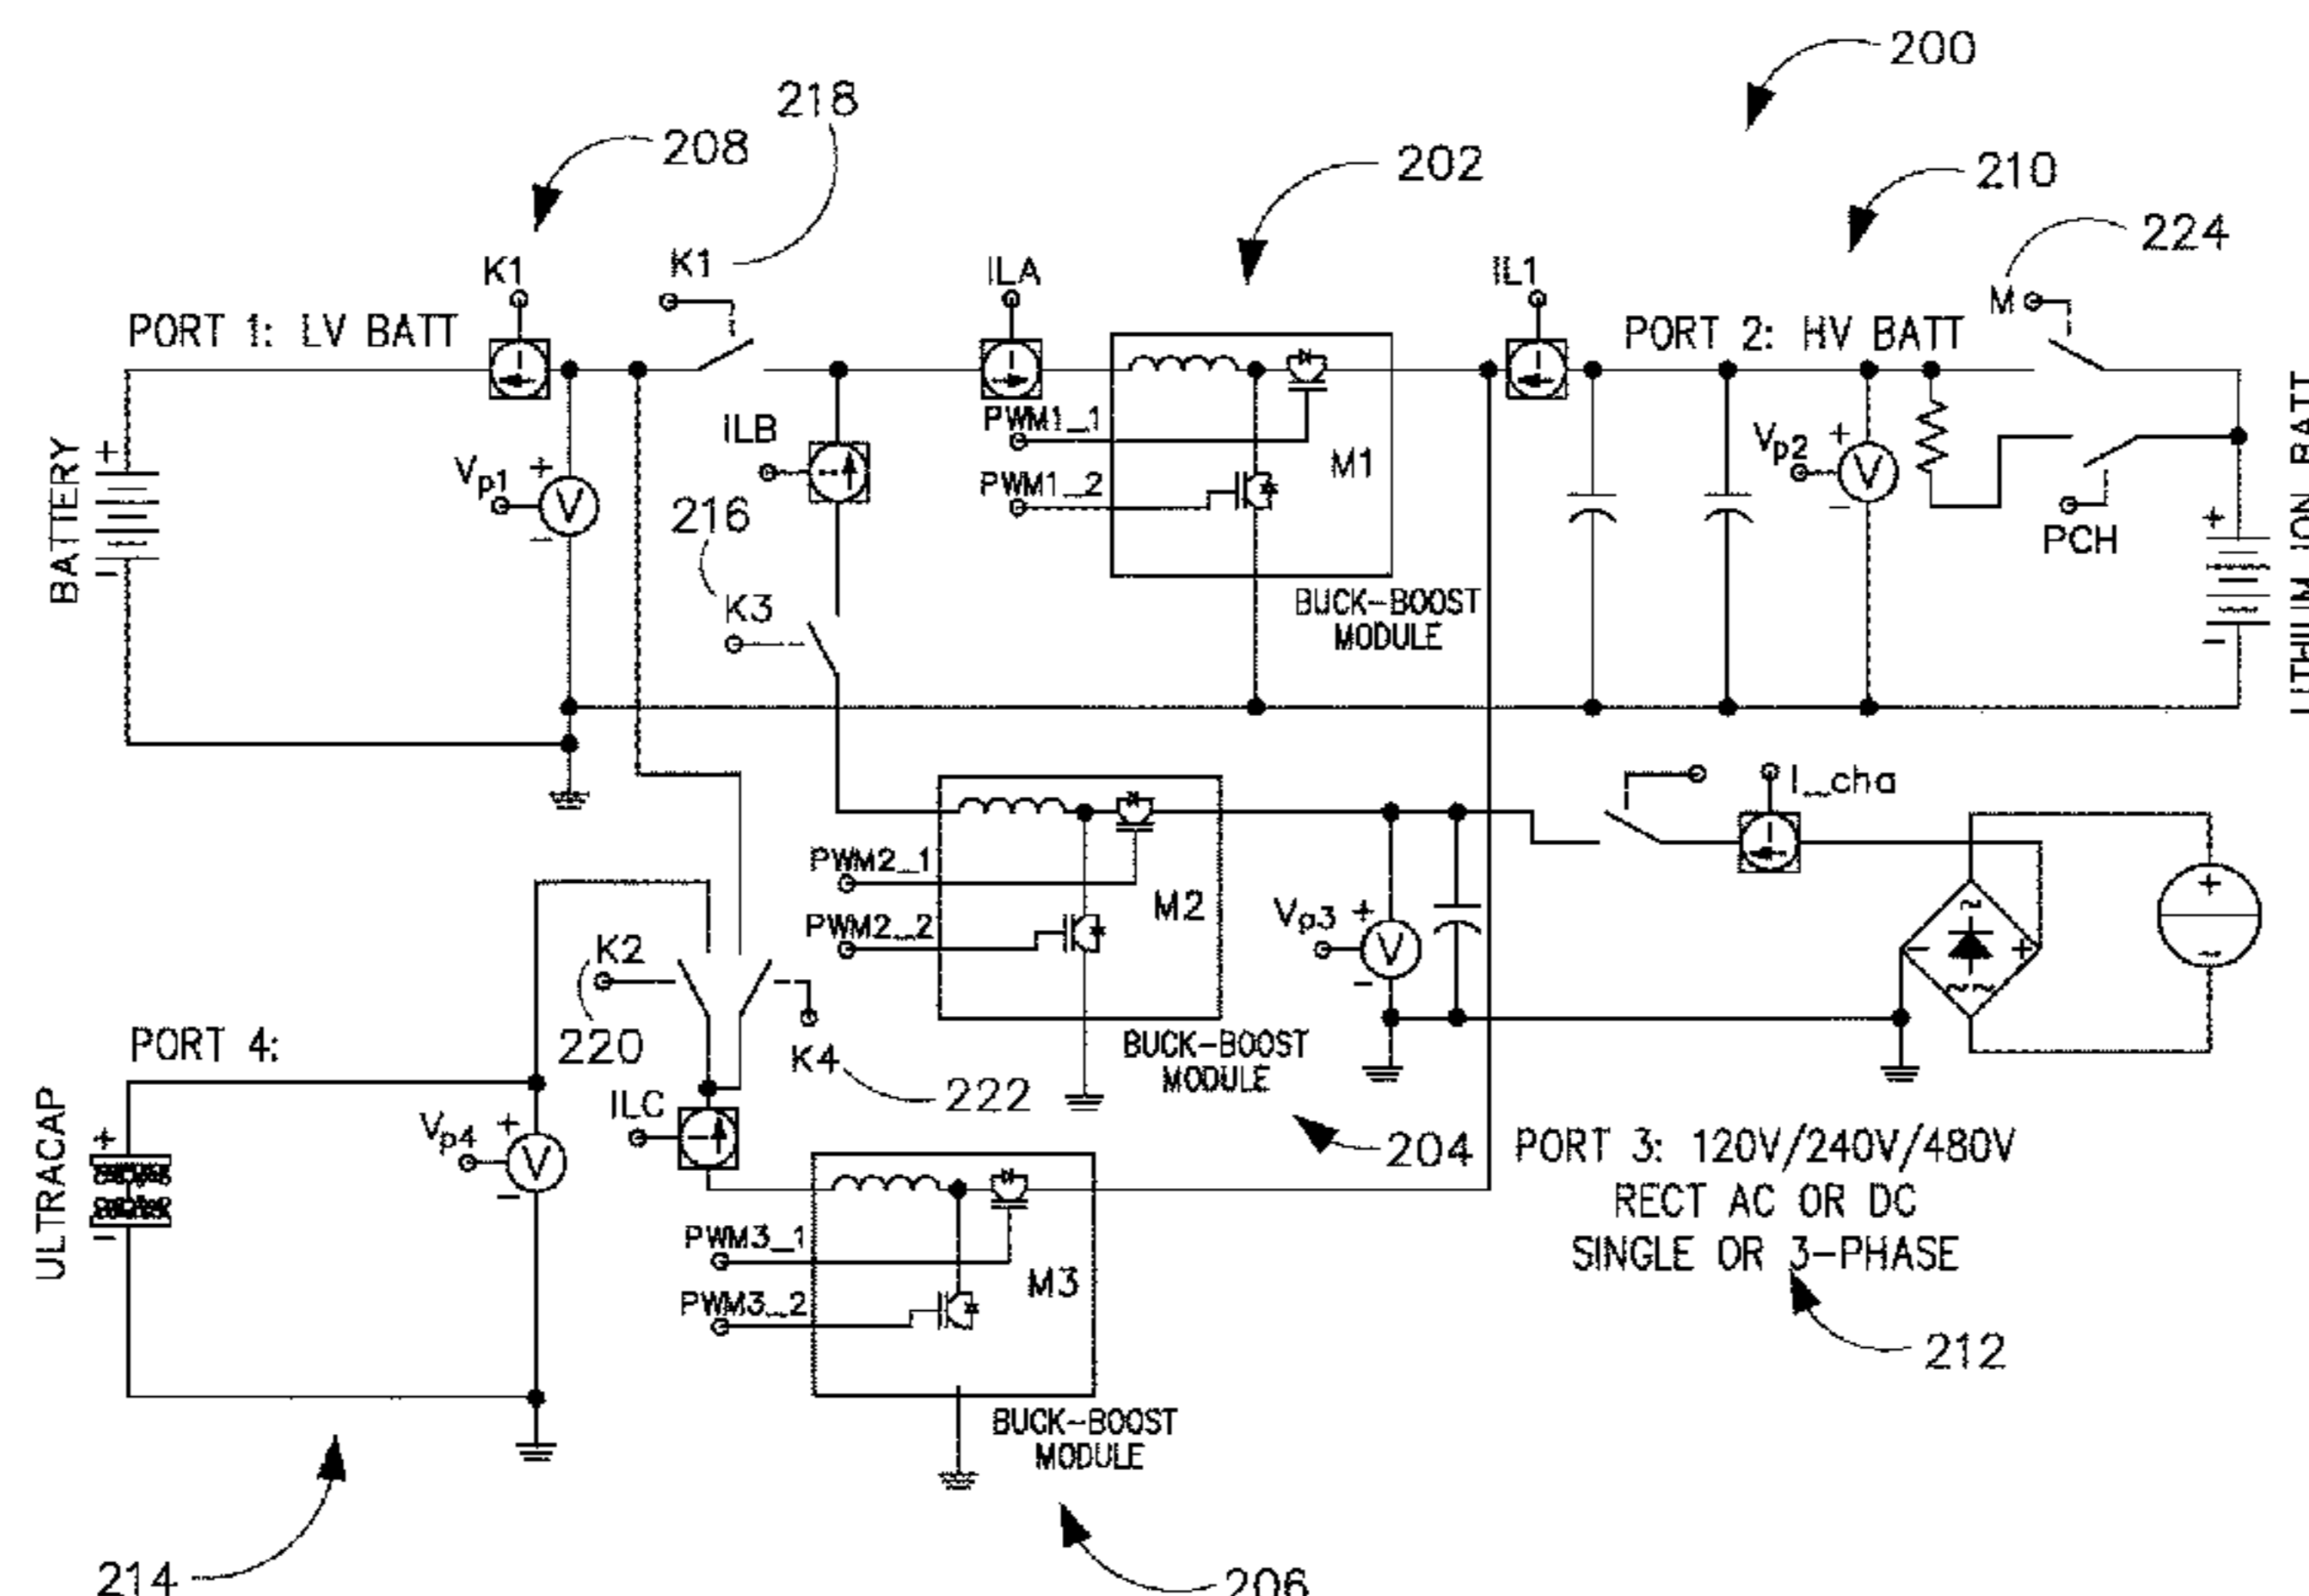 200
218
208
202
210
224
K1
K1
ILA
IL1
M
PORT 1: LV BATT
PORT 2: HV BATT
BATTERY
+
-
Vp1
+
-
ILB
PWM1_1
PWM1_2
M1
Vp2
+
-
PCH
+
-
LITHIUM ION BATT
216
K3
BUCK-BOOST
MODULE
I_cha
PWM2_1
PWM2_2
M2
Vp3
+
-
K2
220
K4
222
BUCK-BOOST
MODULE
204
PORT 4:
ULTRACAP
+
-
Vp4
+
-
ILC
PORT 3: 120V/240V/480V
RECT AC OR DC
SINGLE OR 3-PHASE
212
PWM3_1
PWM3_2
M3
BUCK-BOOST
MODULE
214
206